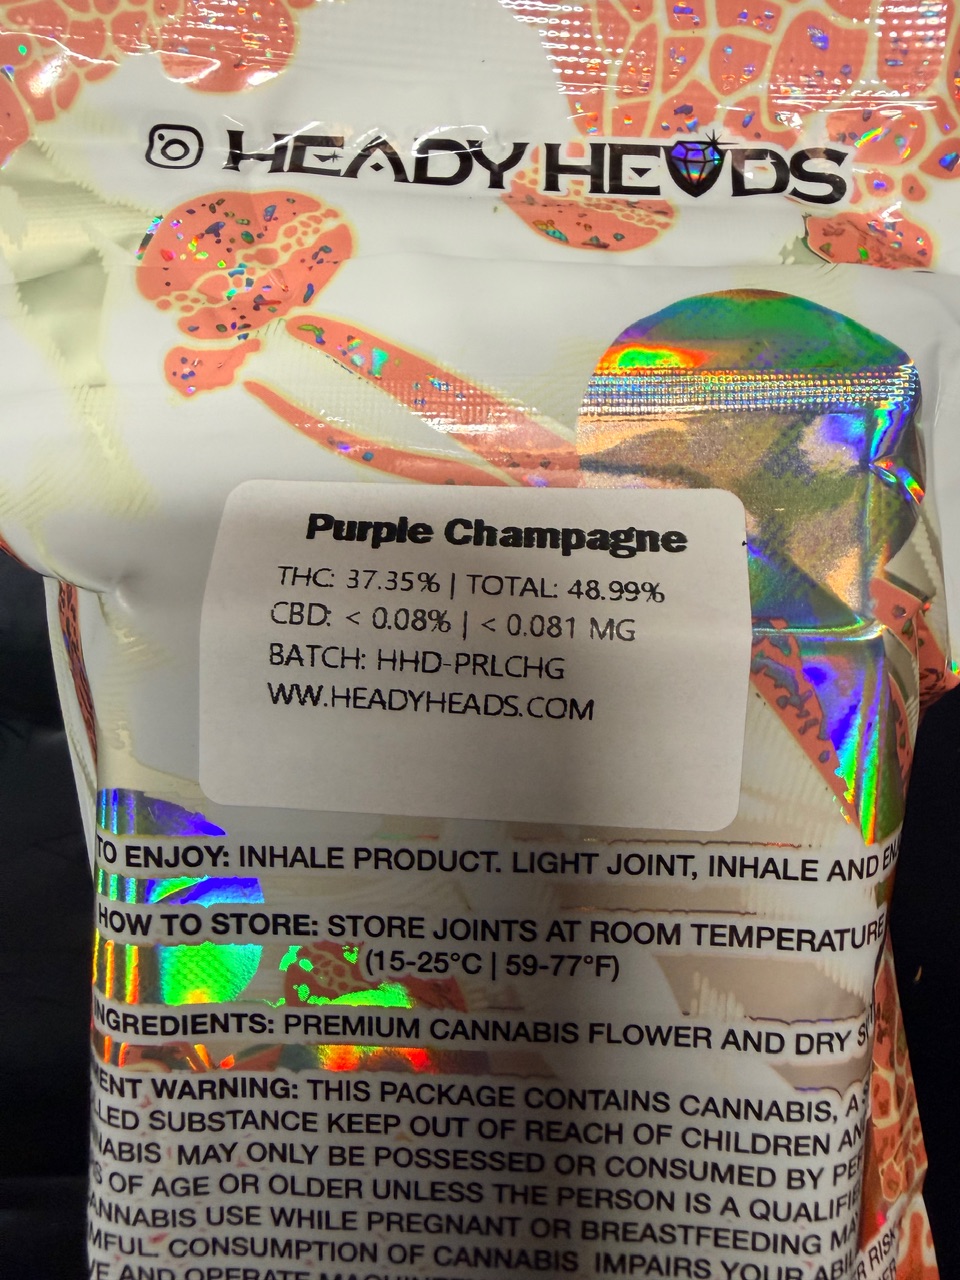 HEADY HEADS
Purple Champagne
THC: 37.35% | TOTAL: 48.99%
CBD: < 0.08% | < 0.081 MG
BATCH: HHD-PRLCHG
WW.HEADYHEADS.COM
TO ENJOY: INHALE PRODUCT. LIGHT JOINT, INHALE AND
HOW TO STORE: STORE JOINTS AT ROOM TEMPERATURE
(15-25°C | 59-77°F)
INGREDIENTS: PREMIUM CANNABIS FLOWER AND DRY
WARNING: THIS PACKAGE CONTAINS CANNABIS, A
SUBSTANCE KEEP OUT OF REACH OF CHILDREN
MAY ONLY BE POSSESSED OR CONSUMED BY
OF AGE OR OLDER UNLESS THE PERSON IS A
USE WHILE PREGNANT OR BREASTFEEDING
CONSUMPTION OF CANNABIS IMPAIRS YOUR
AND OPERATE
RISK